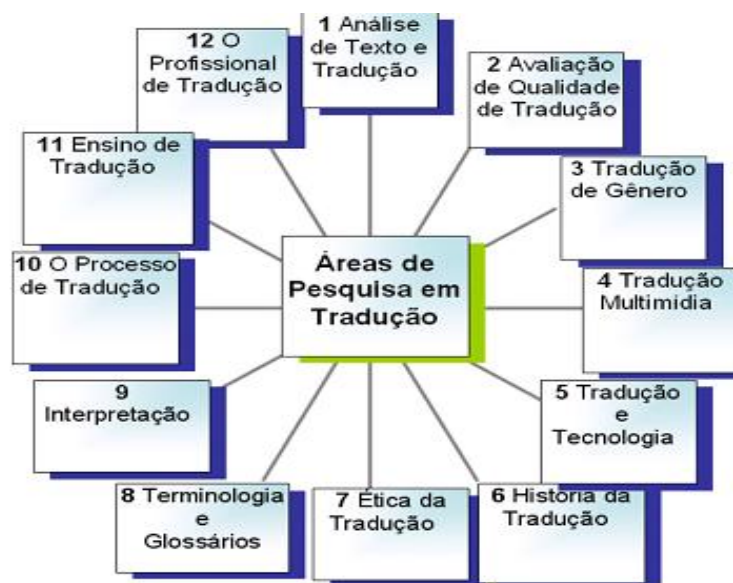 1 Análise
de Texto e
Tradução
2 Avaliação
de Qualidade
de Tradução
3 Tradução
de Gênero
4 Tradução
Multimídia
5 Tradução
e
Tecnologia
6 História da
Tradução
7 Ética da
Tradução
8 Terminologia
e
Glossários
9
Interpretação
10 O Processo
de Tradução
11 Ensino de
Tradução
12 O
Profissional
de Tradução
Áreas de
Pesquisa em
Tradução